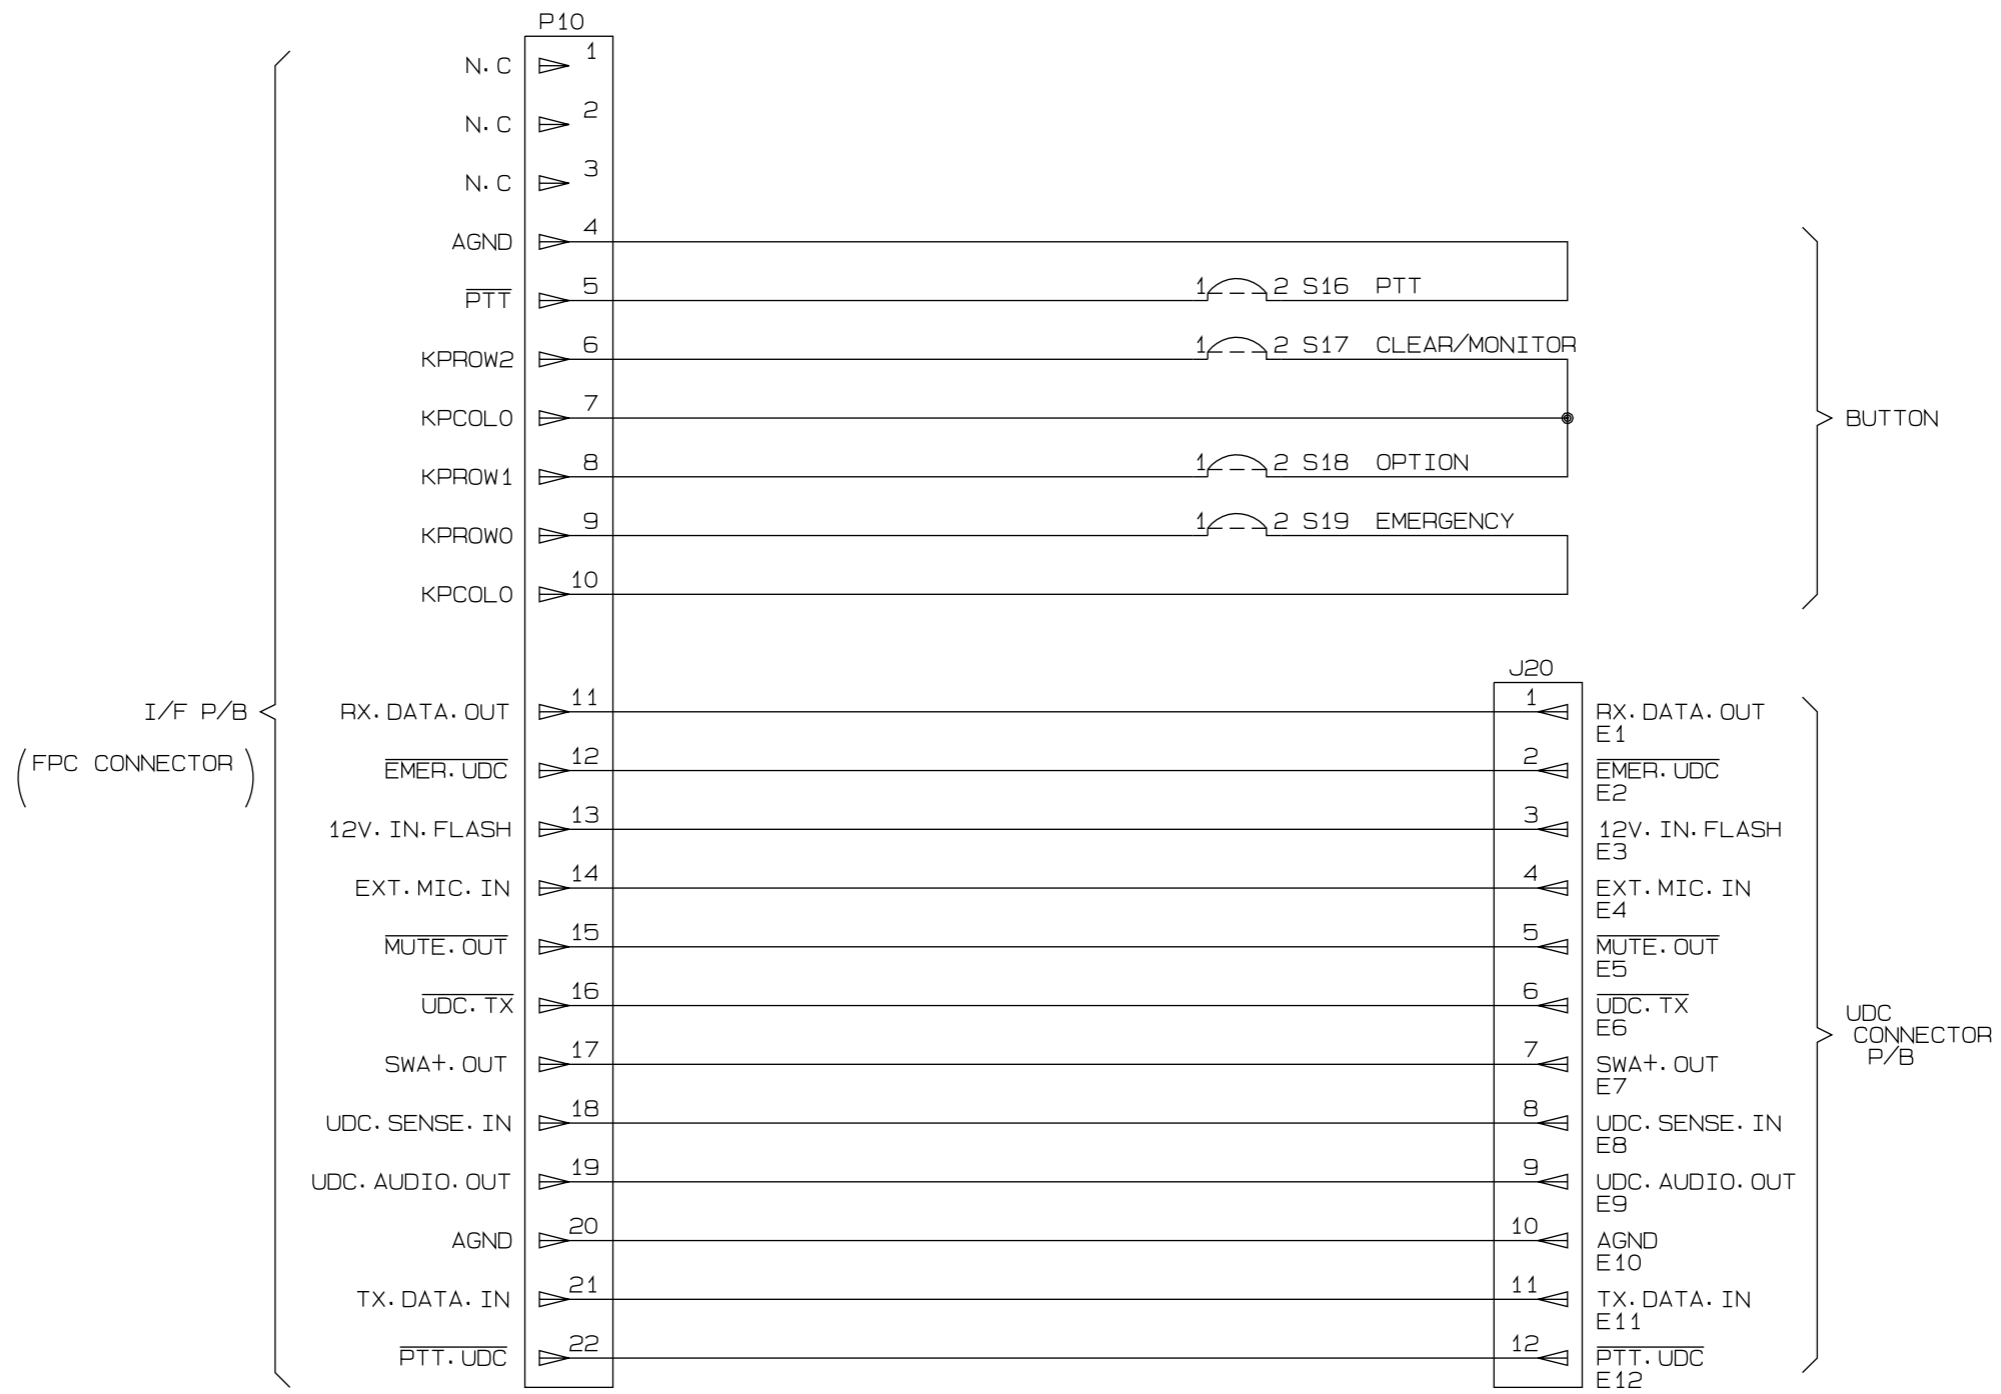 P10
N.C 1
N.C 2
N.C 3
AGND 4
PTT 5 1 2 S16 PTT
KPROW2 6 1 2 S17 CLEAR/MONITOR
KPCOL0 7
KPROW1 8 1 2 S18 OPTION
KPROW0 9 1 2 S19 EMERGENCY
KPCOL0 10
BUTTON
I/F P/B
(FPC CONNECTOR)
J20
RX.DATA.OUT 11 1 RX.DATA.OUT
E1
EMER.UDC 12 2 EMER.UDC
E2
12V.IN.FLASH 13 3 12V.IN.FLASH
E3
EXT.MIC.IN 14 4 EXT.MIC.IN
E4
MUTE.OUT 15 5 MUTE.OUT
E5
UDC.TX 16 6 UDC.TX
E6
SWA+.OUT 17 7 SWA+.OUT
E7
UDC.SENSE.IN 18 8 UDC.SENSE.IN
E8
UDC.AUDIO.OUT 19 9 UDC.AUDIO.OUT
E9
AGND 20 10 AGND
E10
TX.DATA.IN 21 11 TX.DATA.IN
E11
PTT.UDC 22 12 PTT.UDC
E12
UDC
CONNECTOR
P/B